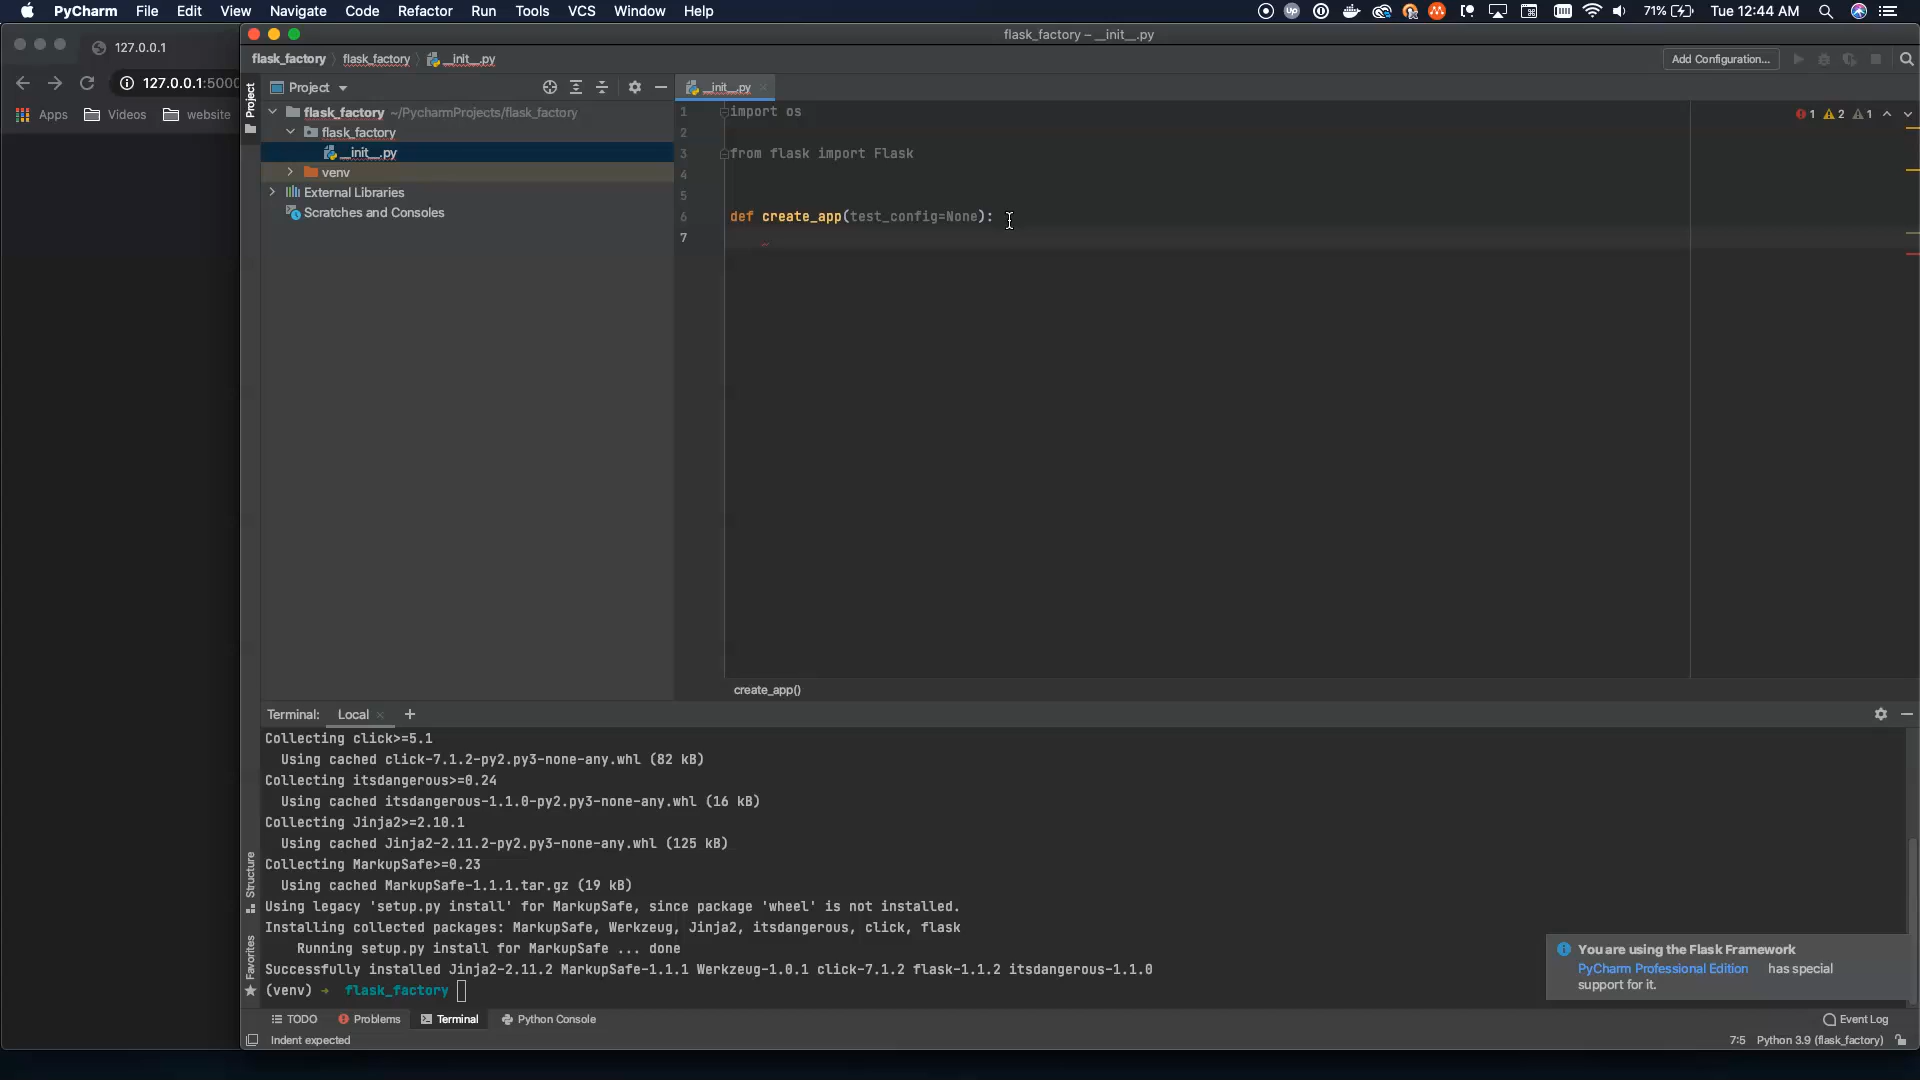 PyCharm File Edit View Navigate Code Refactor Run Tools VCS Window Help 71% Tue 12:44 AM
flask_factory – __init__.py
127.0.0.1
flask_factory flask_factory __init__.py Add Configuration...
127.0.0.1:5000
Apps Videos website
Project
Project __init__.py
flask_factory ~/PycharmProjects/flask_factory
flask_factory
__init__.py
venv
External Libraries
Scratches and Consoles
1 import os
2
3 from flask import Flask
4
5
6 def create_app(test_config=None):
7
1 2 1
create_app()
Terminal: Local +
Collecting click>=5.1
Using cached click-7.1.2-py2.py3-none-any.whl (82 kB)
Collecting itsdangerous>=0.24
Using cached itsdangerous-1.1.0-py2.py3-none-any.whl (16 kB)
Collecting Jinja2>=2.10.1
Using cached Jinja2-2.11.2-py2.py3-none-any.whl (125 kB)
Collecting MarkupSafe>=0.23
Using cached MarkupSafe-1.1.1.tar.gz (19 kB)
Using legacy 'setup.py install' for MarkupSafe, since package 'wheel' is not installed.
Installing collected packages: MarkupSafe, Werkzeug, Jinja2, itsdangerous, click, flask
Running setup.py install for MarkupSafe ... done
Successfully installed Jinja2-2.11.2 MarkupSafe-1.1.1 Werkzeug-1.0.1 click-7.1.2 flask-1.1.2 itsdangerous-1.1.0
(venv) → flask_factory
Structure
Favorites
You are using the Flask Framework
PyCharm Professional Edition has special
support for it.
TODO Problems Terminal Python Console Event Log
Indent expected 7:5 Python 3.9 (flask_factory)